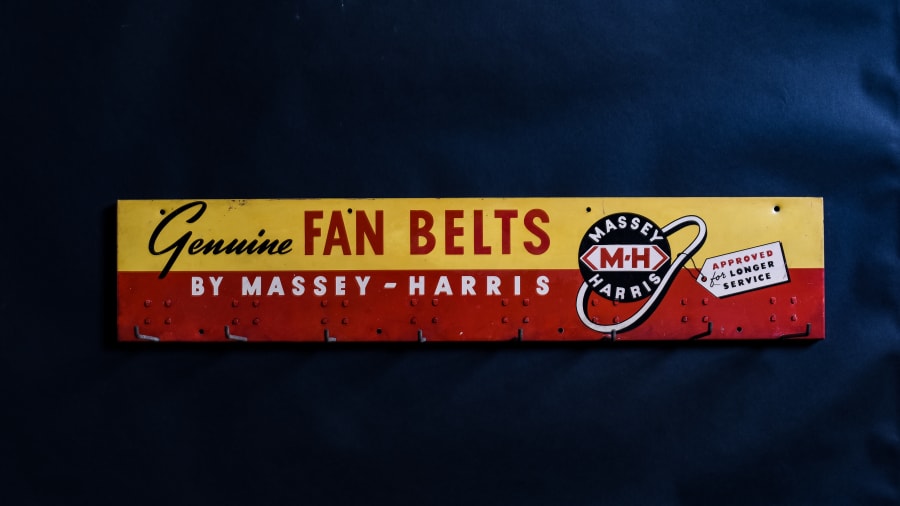 Genuine FAN BELTS
BY MASSEY-HARRIS
MASSEY
M-H
HARRIS
APPROVED
for LONGER
SERVICE